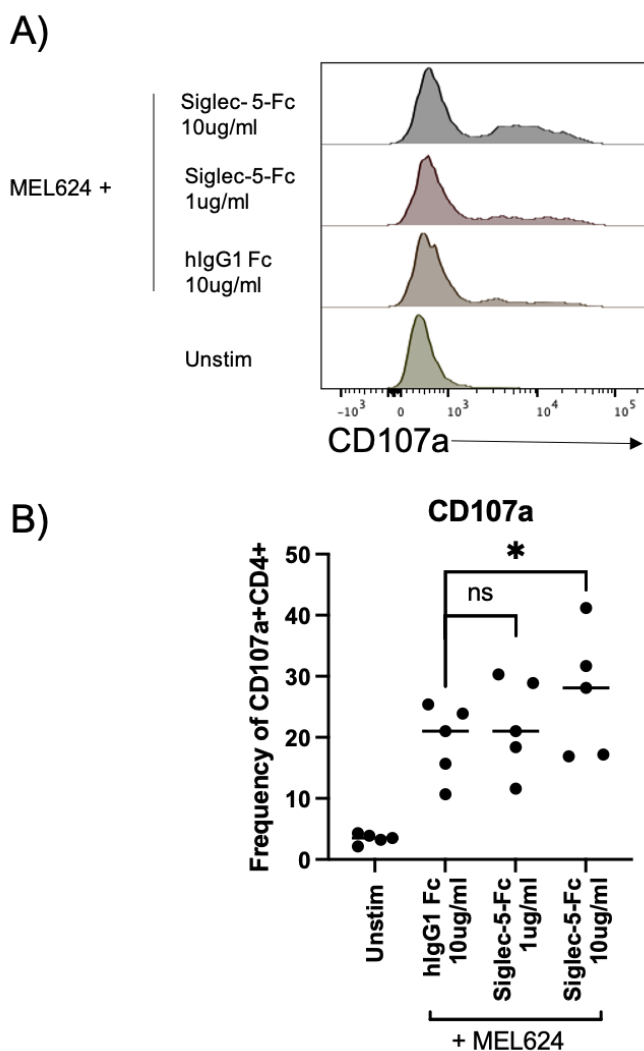 A)
Siglec- 5-Fc
10ug/ml
MEL624 +
Siglec-5-Fc
1ug/ml
hIgG1 Fc
10ug/ml
Unstim
-10³ 0 10³ 10⁴ 10⁵
CD107a
B)
CD107a
Frequency of CD107a+CD4+
50
40
30
20
10
0
*
ns
Unstim
hIgG1 Fc
10ug/ml
Siglec-5-Fc
1ug/ml
Siglec-5-Fc
10ug/ml
+ MEL624